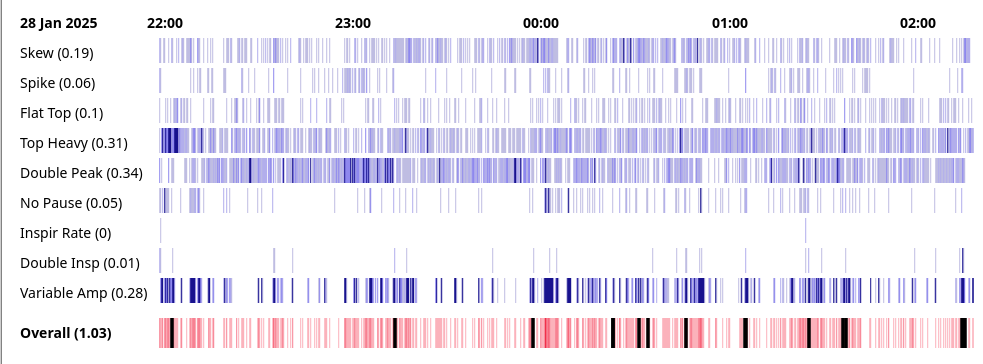 28 Jan 2025 22:00 23:00 00:00 01:00 02:00
Skew (0.19)
Spike (0.06)
Flat Top (0.1)
Top Heavy (0.31)
Double Peak (0.34)
No Pause (0.05)
Inspir Rate (0)
Double Insp (0.01)
Variable Amp (0.28)
Overall (1.03)